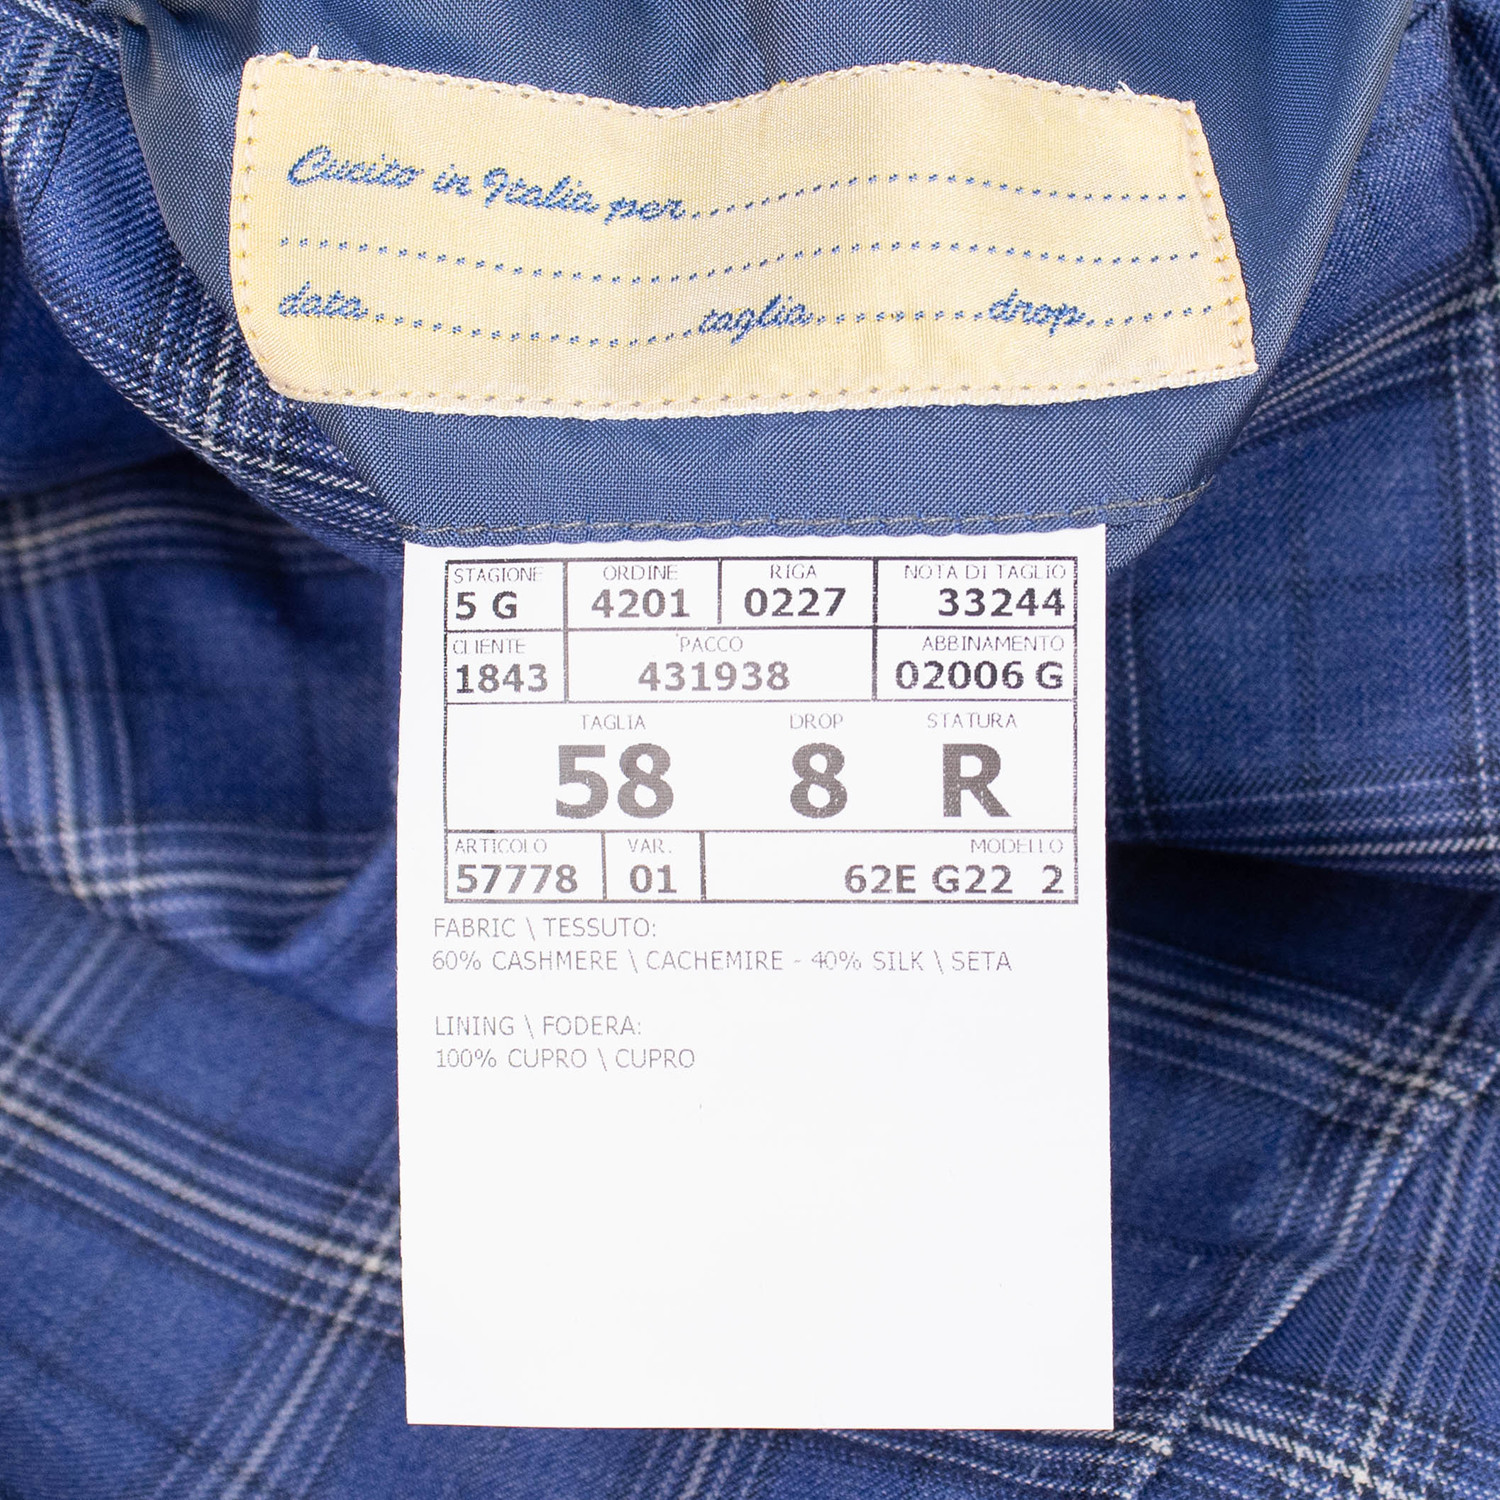 Cucito in Italia per
data taglia drop
STAGIONE ORDINE RIGA NOTA DI TAGLIO
5 G 4201 0227 33244
CLIENTE PACCO ABBINAMENTO
1843 431938 02006 G
TAGLIA DROP STATURA
58 8 R
ARTICOLO VAR. MODELLO
57778 01 62E G22 2
FABRIC \ TESSUTO:
60% CASHMERE \ CACHEMIRE - 40% SILK \ SETA
LINING \ FODERA:
100% CUPRO \ CUPRO